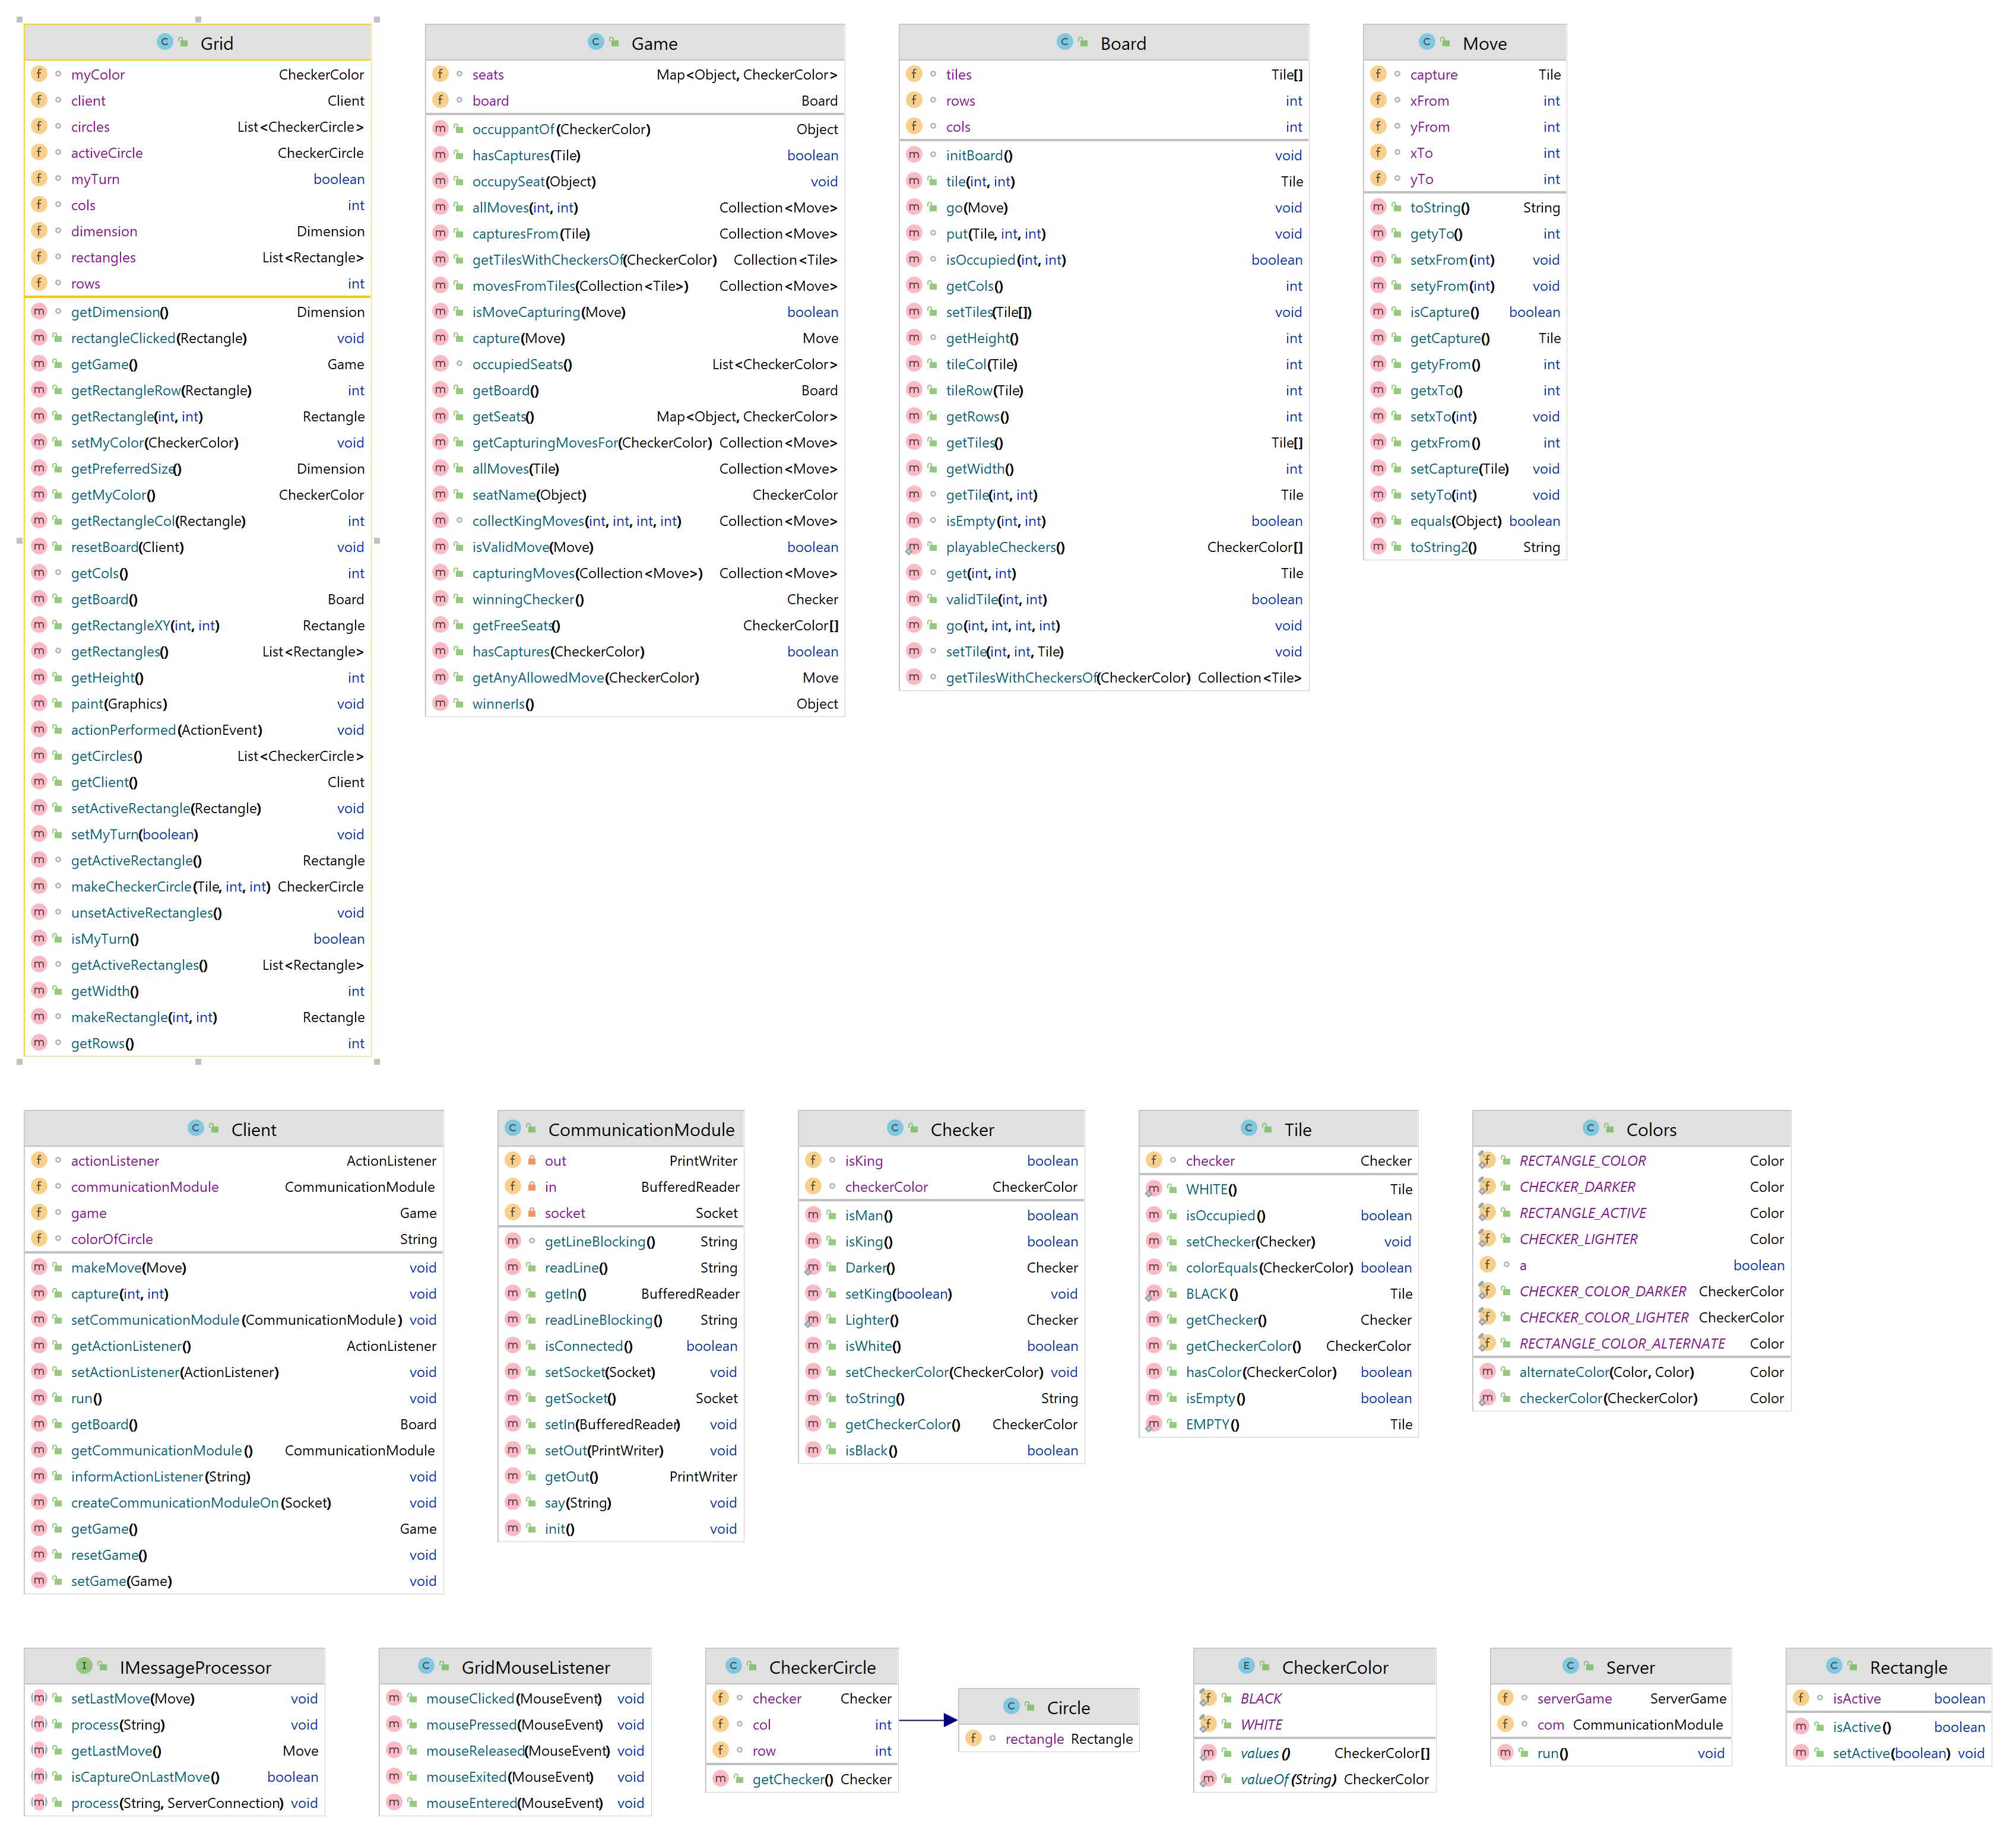 Grid
myColor CheckerColor
client Client
circles List<CheckerCircle>
activeCircle CheckerCircle
myTurn boolean
cols int
dimension Dimension
rectangles List<Rectangle>
rows int
getDimension() Dimension
rectangleClicked(Rectangle) void
getGame() Game
getRectangleRow(Rectangle) int
getRectangle(int, int) Rectangle
setMyColor(CheckerColor) void
getPreferredSize() Dimension
getMyColor() CheckerColor
getRectangleCol(Rectangle) int
resetBoard(Client) void
getCols() int
getBoard() Board
getRectangleXY(int, int) Rectangle
getRectangles() List<Rectangle>
getHeight() int
paint(Graphics) void
actionPerformed(ActionEvent) void
getCircles() List<CheckerCircle>
getClient() Client
setActiveRectangle(Rectangle) void
setMyTurn(boolean) void
getActiveRectangle() Rectangle
makeCheckerCircle(Tile, int, int) CheckerCircle
unsetActiveRectangles() void
isMyTurn() boolean
getActiveRectangles() List<Rectangle>
getWidth() int
makeRectangle(int, int) Rectangle
getRows() int
Game
seats Map<Object, CheckerColor>
board Board
occuppantOf(CheckerColor) Object
hasCaptures(Tile) boolean
occupySeat(Object) void
allMoves(int, int) Collection<Move>
capturesFrom(Tile) Collection<Move>
getTilesWithCheckersOf(CheckerColor) Collection<Tile>
movesFromTiles(Collection<Tile>) Collection<Move>
isMoveCapturing(Move) boolean
capture(Move) Move
occupiedSeats() List<CheckerColor>
getBoard() Board
getSeats() Map<Object, CheckerColor>
getCapturingMovesFor(CheckerColor) Collection<Move>
allMoves(Tile) Collection<Move>
seatName(Object) CheckerColor
collectKingMoves(int, int, int, int) Collection<Move>
isValidMove(Move) boolean
capturingMoves(Collection<Move>) Collection<Move>
winningChecker() Checker
getFreeSeats() CheckerColor[]
hasCaptures(CheckerColor) boolean
getAnyAllowedMove(CheckerColor) Move
winnerIs() Object
Board
tiles Tile[]
rows int
cols int
initBoard() void
tile(int, int) Tile
go(Move) void
put(Tile, int, int) void
isOccupied(int, int) boolean
getCols() int
setTiles(Tile[]) void
getHeight() int
tileCol(Tile) int
tileRow(Tile) int
getRows() int
getTiles() Tile[]
getWidth() int
getTile(int, int) Tile
isEmpty(int, int) boolean
playableCheckers() CheckerColor[]
get(int, int) Tile
validTile(int, int) boolean
go(int, int, int, int) void
setTile(int, int, Tile) void
getTilesWithCheckersOf(CheckerColor) Collection<Tile>
Move
capture Tile
xFrom int
yFrom int
xTo int
yTo int
toString() String
getyTo() int
setxFrom(int) void
setyFrom(int) void
isCapture() boolean
getCapture() Tile
getyFrom() int
getxTo() int
setxTo(int) void
getxFrom() int
setCapture(Tile) void
setyTo(int) void
equals(Object) boolean
toString2() String
Client
actionListener ActionListener
communicationModule CommunicationModule
game Game
colorOfCircle String
makeMove(Move) void
capture(int, int) void
setCommunicationModule(CommunicationModule) void
getActionListener() ActionListener
setActionListener(ActionListener) void
run() void
getBoard() Board
getCommunicationModule() CommunicationModule
informActionListener(String) void
createCommunicationModuleOn(Socket) void
getGame() Game
resetGame() void
setGame(Game) void
CommunicationModule
out PrintWriter
in BufferedReader
socket Socket
getLineBlocking() String
readLine() String
getIn() BufferedReader
readLineBlocking() String
isConnected() boolean
setSocket(Socket) void
getSocket() Socket
setIn(BufferedReader) void
setOut(PrintWriter) void
getOut() PrintWriter
say(String) void
init() void
Checker
isKing boolean
checkerColor CheckerColor
isMan() boolean
isKing() boolean
Darker() Checker
setKing(boolean) void
Lighter() Checker
isWhite() boolean
setCheckerColor(CheckerColor) void
toString() String
getCheckerColor() CheckerColor
isBlack() boolean
Tile
checker Checker
WHITE() Tile
isOccupied() boolean
setChecker(Checker) void
colorEquals(CheckerColor) boolean
BLACK() Tile
getChecker() Checker
getCheckerColor() CheckerColor
hasColor(CheckerColor) boolean
isEmpty() boolean
EMPTY() Tile
Colors
RECTANGLE_COLOR Color
CHECKER_DARKER Color
RECTANGLE_ACTIVE Color
CHECKER_LIGHTER Color
a boolean
CHECKER_COLOR_DARKER CheckerColor
CHECKER_COLOR_LIGHTER CheckerColor
RECTANGLE_COLOR_ALTERNATE Color
alternateColor(Color, Color) Color
checkerColor(CheckerColor) Color
IMessageProcessor
setLastMove(Move) void
process(String) void
getLastMove() Move
isCaptureOnLastMove() boolean
process(String, ServerConnection) void
GridMouseListener
mouseClicked(MouseEvent) void
mousePressed(MouseEvent) void
mouseReleased(MouseEvent) void
mouseExited(MouseEvent) void
mouseEntered(MouseEvent) void
CheckerCircle
checker Checker
col int
row int
getChecker() Checker
Circle
rectangle Rectangle
CheckerColor
BLACK
WHITE
values() CheckerColor[]
valueOf(String) CheckerColor
Server
serverGame ServerGame
com CommunicationModule
run() void
Rectangle
isActive boolean
isActive() boolean
setActive(boolean) void